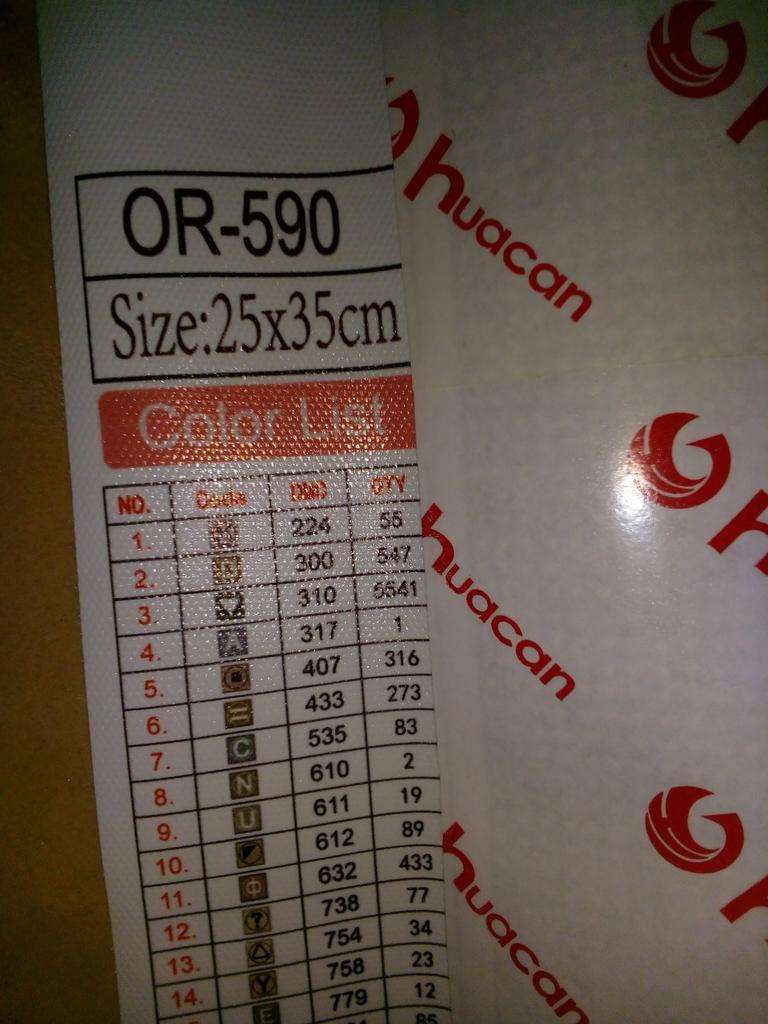 OR-590
Size:25x35cm
Color List
NO. Code DMC QTY
1. 224 55
2. 300 547
3. 310 5541
4. 317 1
5. 407 316
6. = 433 273
7. C 535 83
8. N 610 2
9. U 611 19
10. 612 89
11. Φ 632 433
12. ? 738 77
13. 754 34
14. Y 758 23
E 779 12
85
huacan
huacan
huacan